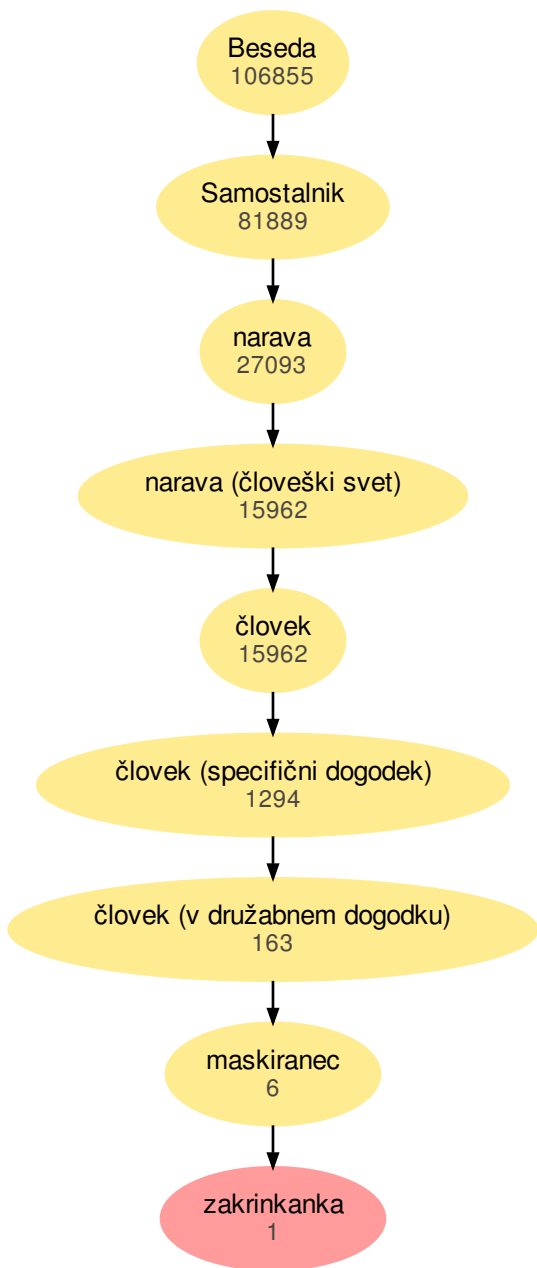 Beseda
106855
Samostalnik
81889
narava
27093
narava (človeški svet)
15962
človek
15962
človek (specifični dogodek)
1294
človek (v družabnem dogodku)
163
maskiranec
6
zakrinkanka
1